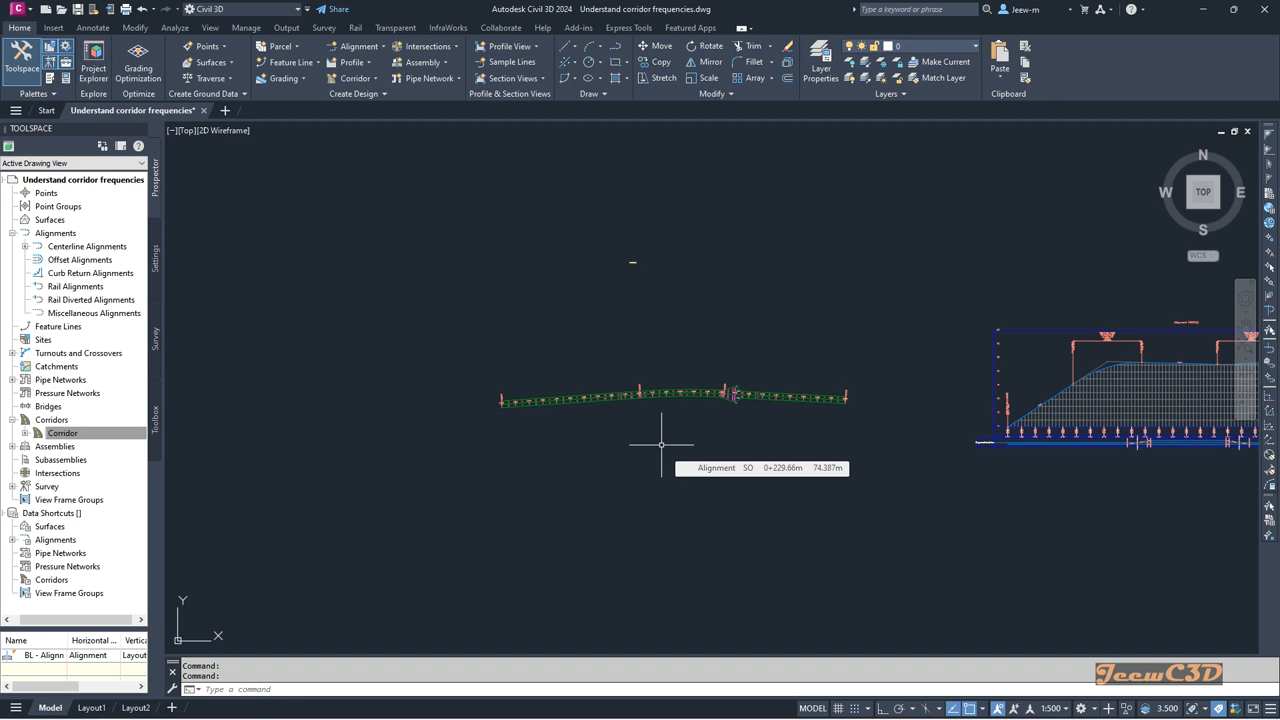 Share
Autodesk Civil 3D 2024 Understand corridor frequencies.dwg
Civil 3D
Type a keyword or phrase
Jeew-m
Home Insert Annotate Modify Analyze View Manage Output Survey Rail Transparent InfraWorks Collaborate Help Add-ins Express Tools Featured Apps
Toolspace
Project Explorer
Grading Optimization
Points
Surfaces
Traverse
Parcel
Feature Line
Grading
Alignment
Profile
Corridor
Intersections
Assembly
Pipe Network
Profile View
Sample Lines
Section Views
Move
Copy
Stretch
Rotate
Mirror
Scale
Trim
Fillet
Array
Layer Properties
0
Make Current
Match Layer
Paste
Palettes
Explore
Optimize
Create Ground Data
Create Design
Profile & Section Views
Draw
Modify
Layers
Clipboard
Start
Understand corridor frequencies*
TOOLSPACE
[−][Top][2D Wireframe]
Active Drawing View
Understand corridor frequencies
Points
Point Groups
Surfaces
Alignments
Centerline Alignments
Offset Alignments
Curb Return Alignments
Rail Alignments
Rail Diverted Alignments
Miscellaneous Alignments
Feature Lines
Sites
Turnouts and Crossovers
Catchments
Pipe Networks
Pressure Networks
Bridges
Corridors
Corridor
Assemblies
Subassemblies
Intersections
Survey
View Frame Groups
Data Shortcuts []
Surfaces
Alignments
Pipe Networks
Pressure Networks
Corridors
View Frame Groups
Prospector
Settings
Survey
Toolbox
N
W TOP E
S
WCS
Alignment SO 0+229.66m 74.387m
Y
X
Name Horizontal ... Vertica
BL - Alignn Alignment Layout
Command:
Command:
Type a command
JeewC3D
Model Layout1 Layout2
MODEL
1:500
3.500